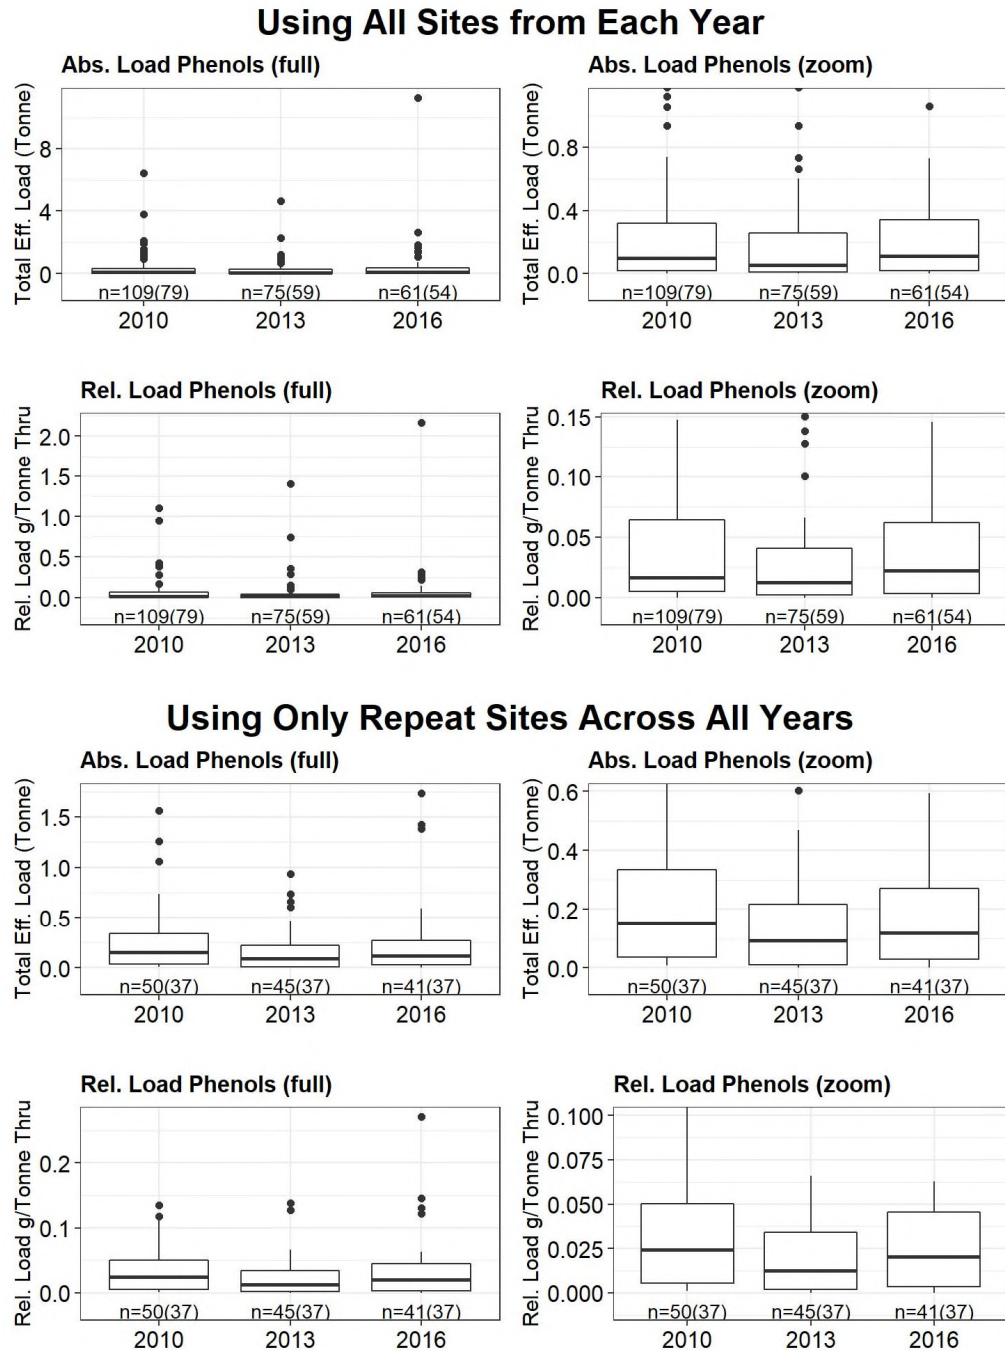 Using All Sites from Each Year
Abs. Load Phenols (full)
Total Eff. Load (Tonne)
8
4
0
n=109(79) n=75(59) n=61(54)
2010 2013 2016
Abs. Load Phenols (zoom)
Total Eff. Load (Tonne)
0.8
0.4
0.0
n=109(79) n=75(59) n=61(54)
2010 2013 2016
Rel. Load Phenols (full)
Rel. Load g/Tonne Thru
2.0
1.5
1.0
0.5
0.0
n=109(79) n=75(59) n=61(54)
2010 2013 2016
Rel. Load Phenols (zoom)
Rel. Load g/Tonne Thru
0.15
0.10
0.05
0.00
n=109(79) n=75(59) n=61(54)
2010 2013 2016
Using Only Repeat Sites Across All Years
Abs. Load Phenols (full)
Total Eff. Load (Tonne)
1.5
1.0
0.5
0.0
n=50(37) n=45(37) n=41(37)
2010 2013 2016
Abs. Load Phenols (zoom)
Total Eff. Load (Tonne)
0.6
0.4
0.2
0.0
n=50(37) n=45(37) n=41(37)
2010 2013 2016
Rel. Load Phenols (full)
Rel. Load g/Tonne Thru
0.2
0.1
0.0
n=50(37) n=45(37) n=41(37)
2010 2013 2016
Rel. Load Phenols (zoom)
Rel. Load g/Tonne Thru
0.100
0.075
0.050
0.025
0.000
n=50(37) n=45(37) n=41(37)
2010 2013 2016